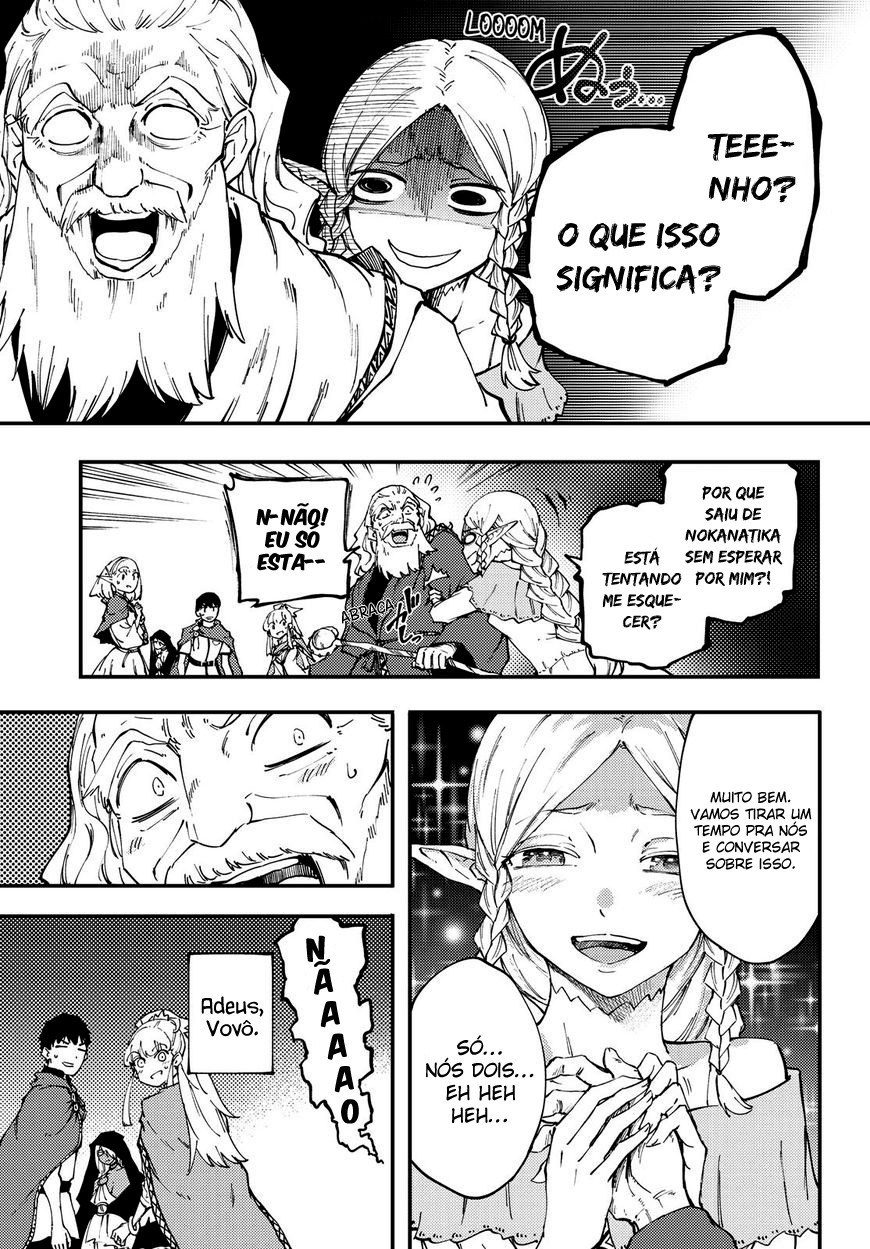 TEEE-
NHO?
O QUE ISSO
SIGNIFICA?
LOOOOM
ぬぅ...
POR QUE
SAIU DE
NOKANATIKA
SEM ESPERAR
POR MIM?!
ESTÁ
TENTANDO
ME ESQUE-
CER?
N-NÃO!
EU SÓ
ESTA--
ABRAÇA
MUITO BEM.
VAMOS TIRAR UM
TEMPO PRA NÓS
E CONVERSAR
SOBRE ISSO.
SÓ...
NÓS DOIS...
EH HEH
HEH...
NÃAAAAO
Adeus,
Vovô.